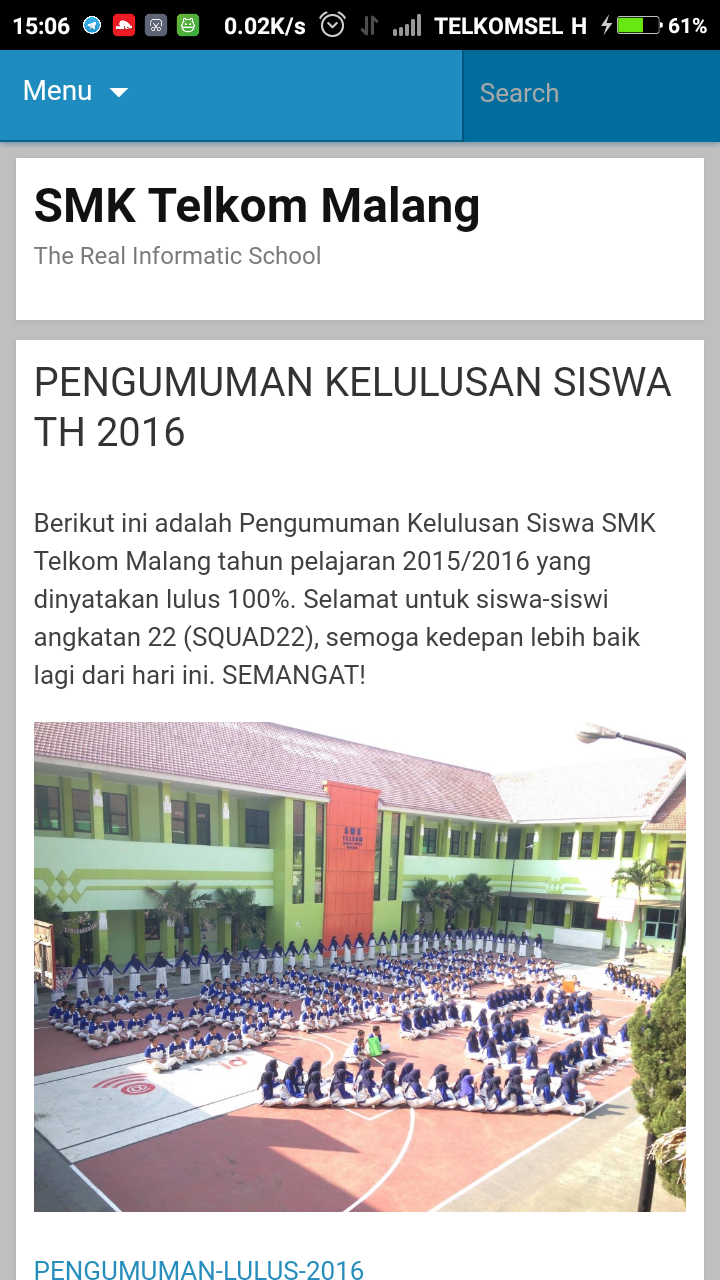 15:06 0.02K/s TELKOMSEL H 61%
Menu Search
SMK Telkom Malang
The Real Informatic School
PENGUMUMAN KELULUSAN SISWA
TH 2016
Berikut ini adalah Pengumuman Kelulusan Siswa SMK
Telkom Malang tahun pelajaran 2015/2016 yang
dinyatakan lulus 100%. Selamat untuk siswa-siswi
angkatan 22 (SQUAD22), semoga kedepan lebih baik
lagi dari hari ini. SEMANGAT!
SMK
TELKOM
PENGUMUMAN-LULUS-2016